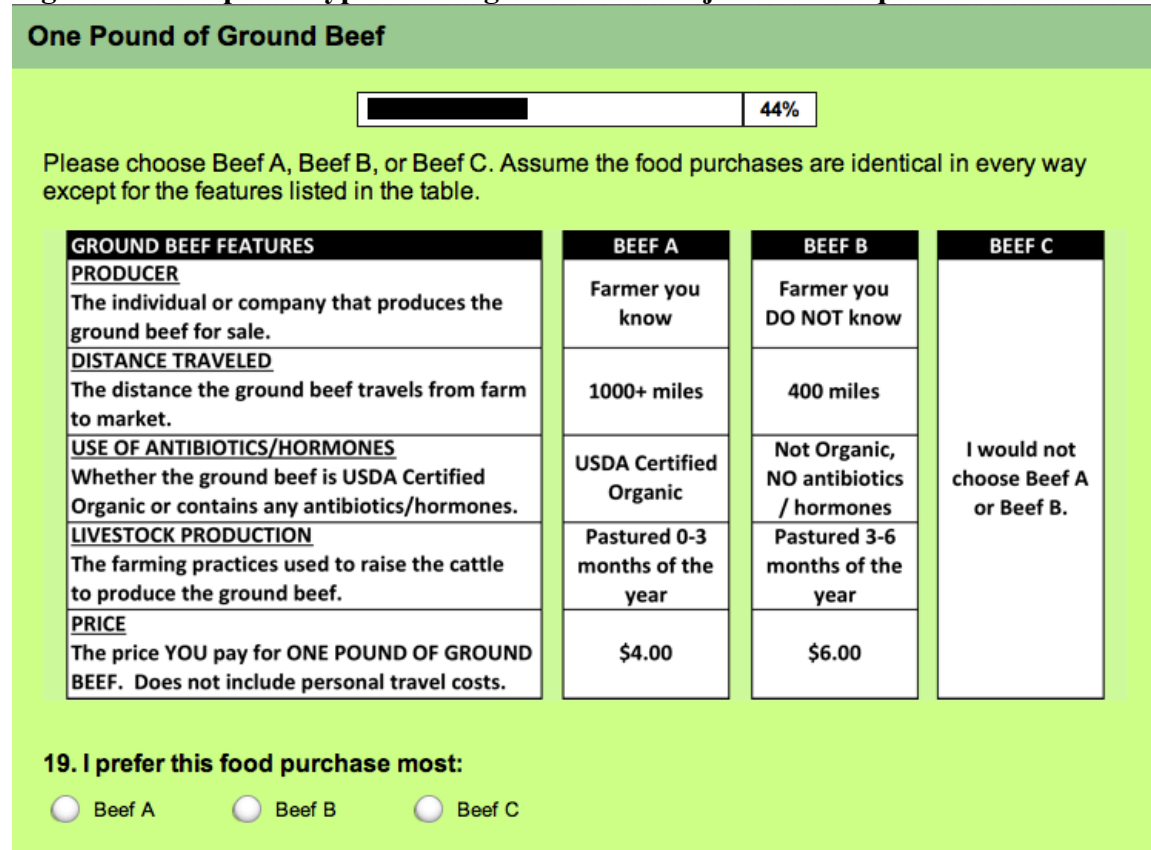 One Pound of Ground Beef
44%
Please choose Beef A, Beef B, or Beef C. Assume the food purchases are identical in every way
except for the features listed in the table.
GROUND BEEF FEATURES
BEEF A
BEEF B
BEEF C
PRODUCER
The individual or company that produces the
ground beef for sale.
Farmer you
know
Farmer you
DO NOT know
DISTANCE TRAVELED
The distance the ground beef travels from farm
to market.
1000+ miles
400 miles
USE OF ANTIBIOTICS/HORMONES
Whether the ground beef is USDA Certified
Organic or contains any antibiotics/hormones.
USDA Certified
Organic
Not Organic,
NO antibiotics
/ hormones
I would not
choose Beef A
or Beef B.
LIVESTOCK PRODUCTION
The farming practices used to raise the cattle
to produce the ground beef.
Pastured 0-3
months of the
year
Pastured 3-6
months of the
year
PRICE
The price YOU pay for ONE POUND OF GROUND
BEEF. Does not include personal travel costs.
$4.00
$6.00
19. I prefer this food purchase most:
Beef A
Beef B
Beef C